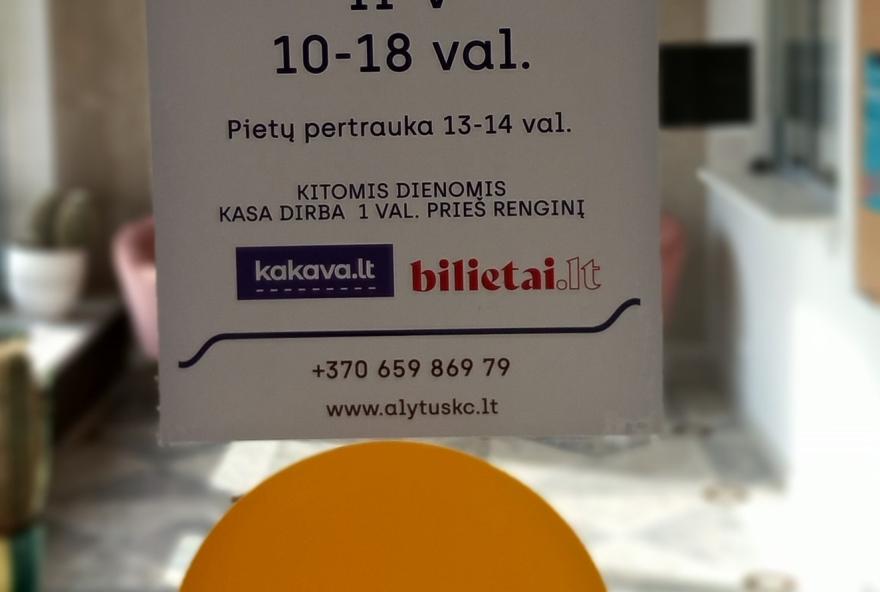 10-18 val.
Pietų pertrauka 13-14 val.
KITOMIS DIENOMIS
KASA DIRBA 1 VAL. PRIEŠ RENGINĮ
kakava.lt bilietai.lt
+370 659 869 79
www.alytuskc.lt